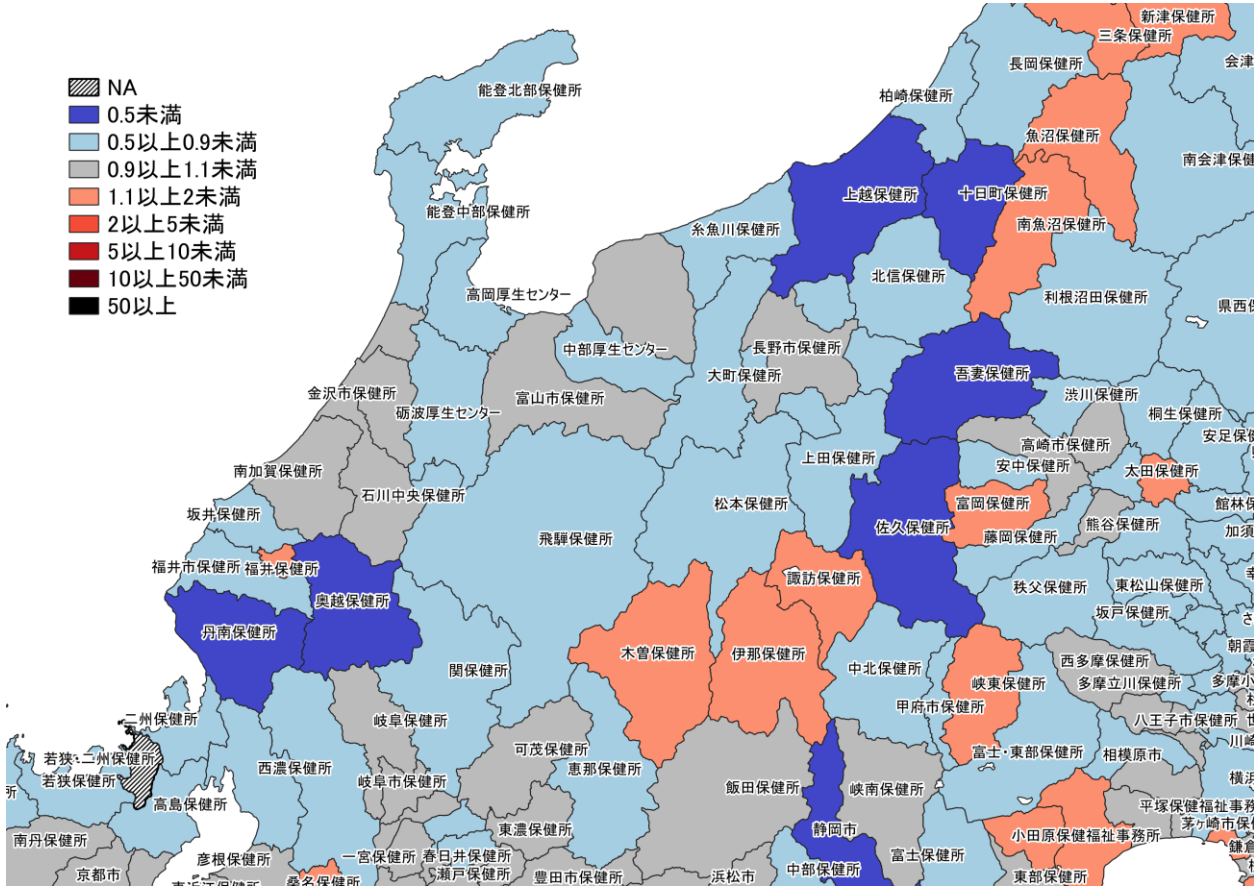 NA
0.5未満
0.5以上0.9未満
0.9以上1.1未満
1.1以上2未満
2以上5未満
5以上10未満
10以上50未満
50以上
新津保健所
三条保健所
長岡保健所
会津
能登北部保健所
柏崎保健所
魚沼保健所
南会津保健
上越保健所
十日町保健所
能登中部保健所
糸魚川保健所
南魚沼保健所
北信保健所
高岡厚生センター
利根沼田保健所
県西保
中部厚生センター
長野市保健所
大町保健所
吾妻保健所
金沢市保健所
富山市保健所
渋川保健所
砺波厚生センター
桐生保健所
安足保健
高崎市保健所
南加賀保健所
上田保健所
安中保健所
太田保健所
石川中央保健所
松本保健所
富岡保健所
館林保
坂井保健所
佐久保健所
熊谷保健所
飛騨保健所
藤岡保健所
加須
福井市保健所
福井保健所
諏訪保健所
秩父保健所
東松山保健所
幸
奥越保健所
坂戸保健所
さ
丹南保健所
木曽保健所
伊那保健所
朝霞
関保健所
中北保健所
西多摩保健所
峡東保健所
多摩立川保健所
多摩小
甲府市保健所
二州保健所
岐阜保健所
八王子市保健所
世
可茂保健所
富士・東部保健所
川崎
若狭・二州保健所
西濃保健所
恵那保健所
相模原市
若狭保健所
岐阜市保健所
飯田保健所
峡南保健所
横浜
所
高島保健所
平塚保健福祉事務
東濃保健所
静岡市
茅ヶ崎市保健
南丹保健所
小田原保健福祉事務所
彦根保健所
一宮保健所
春日井保健所
富士保健所
鎌倉
京都市
瀬戸保健所
豊田市保健所
浜松市
中部保健所
東部保健所
東近江保健所
桑名保健所